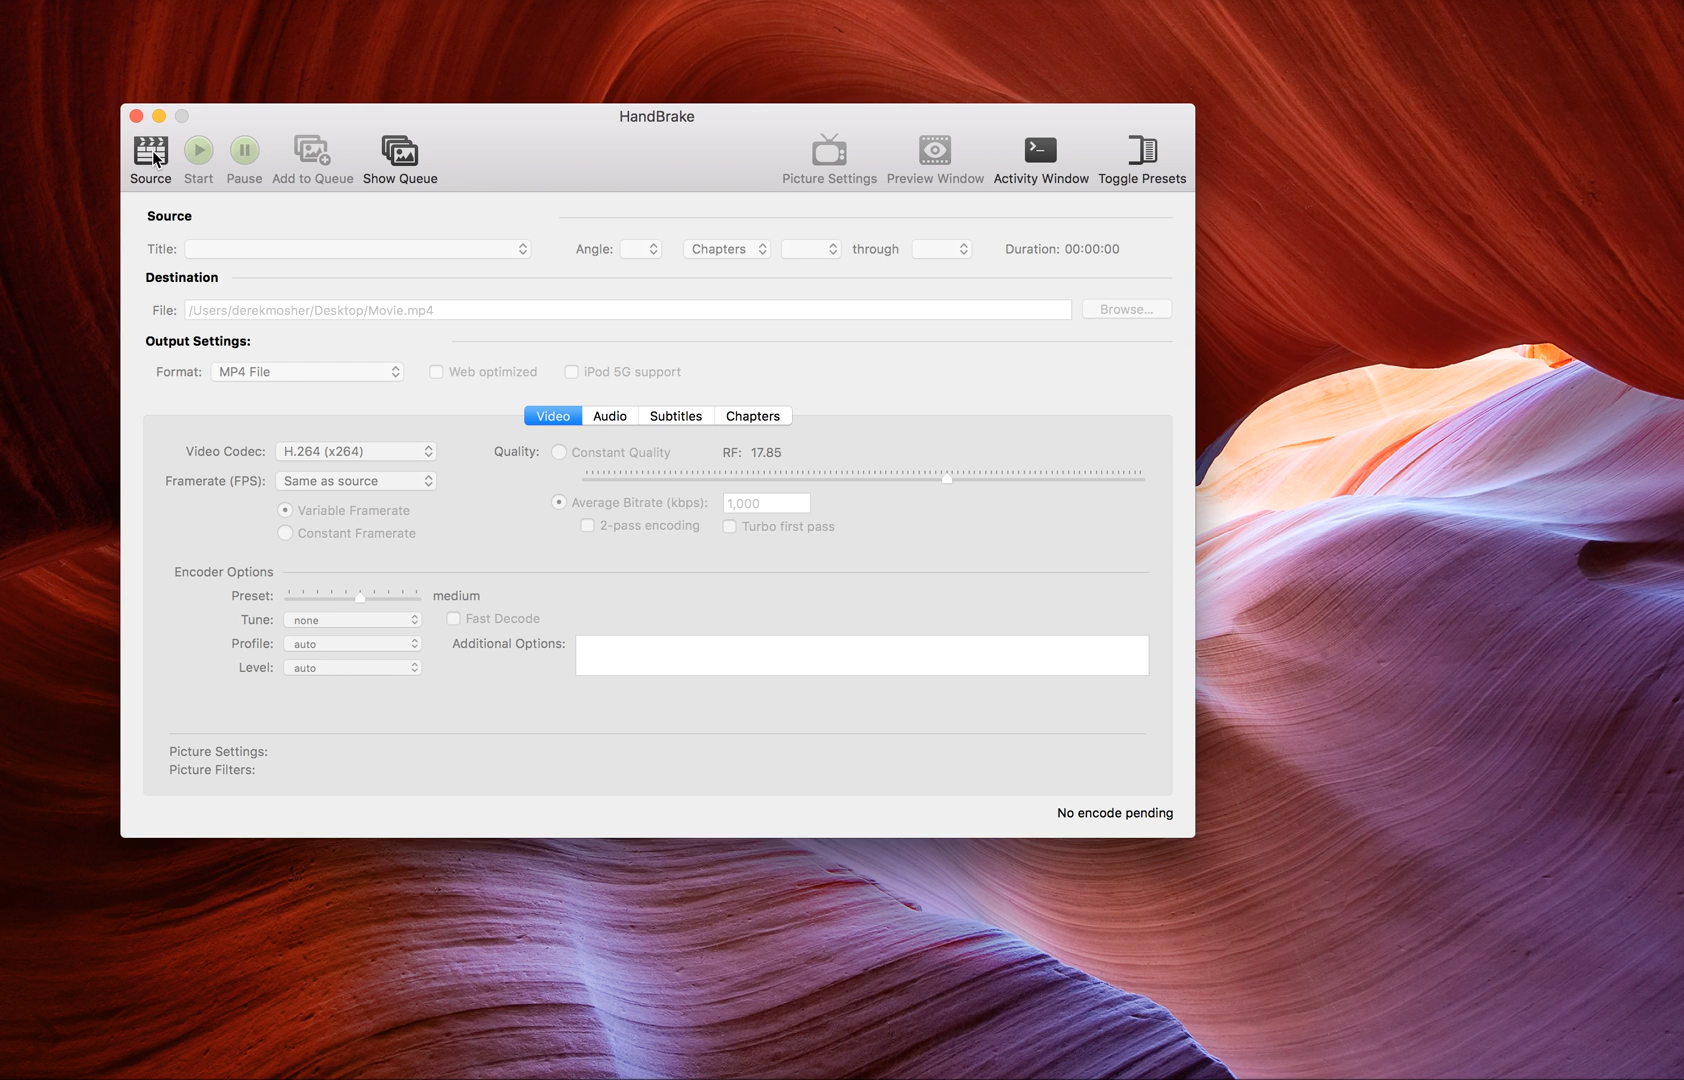 HandBrake
Source Start Pause Add to Queue Show Queue Picture Settings Preview Window Activity Window Toggle Presets
Source
Title: Angle: Chapters through Duration: 00:00:00
Destination
File: /Users/derekmosher/Desktop/Movie.mp4 Browse...
Output Settings:
Format: MP4 File Web optimized iPod 5G support
Video Audio Subtitles Chapters
Video Codec: H.264 (x264) Quality: Constant Quality RF: 17.85
Framerate (FPS): Same as source
Average Bitrate (kbps): 1,000
Variable Framerate
2-pass encoding Turbo first pass
Constant Framerate
Encoder Options
Preset: medium
Tune: none Fast Decode
Profile: auto Additional Options:
Level: auto
Picture Settings:
Picture Filters:
No encode pending